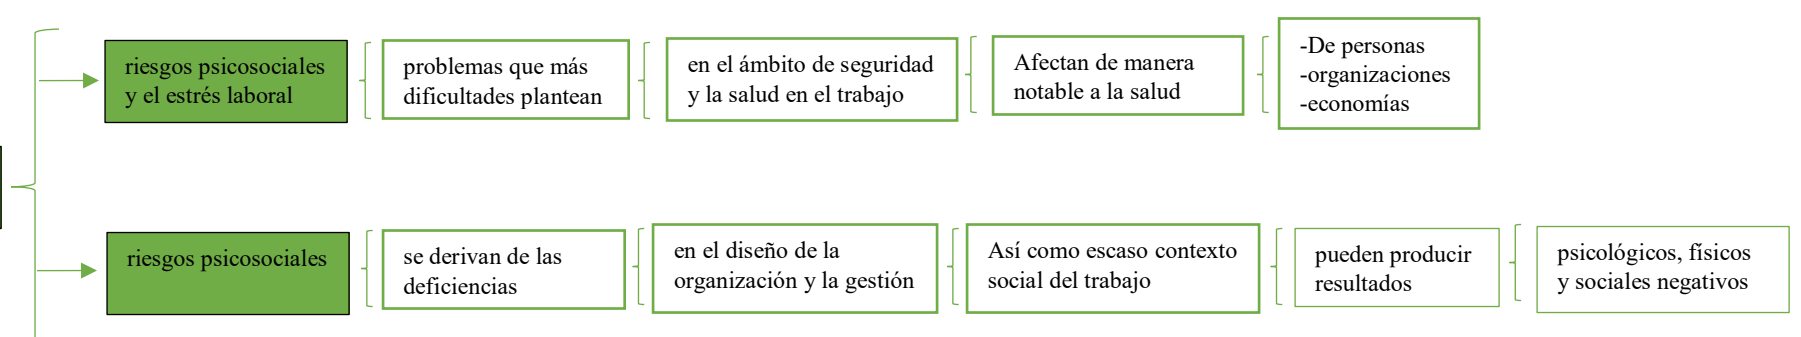 riesgos psicosociales
y el estrés laboral
problemas que más
dificultades plantean
en el ámbito de seguridad
y la salud en el trabajo
Afectan de manera
notable a la salud
-De personas
-organizaciones
-economías
riesgos psicosociales
se derivan de las
deficiencias
en el diseño de la
organización y la gestión
Así como escaso contexto
social del trabajo
pueden producir
resultados
psicológicos, físicos
y sociales negativos